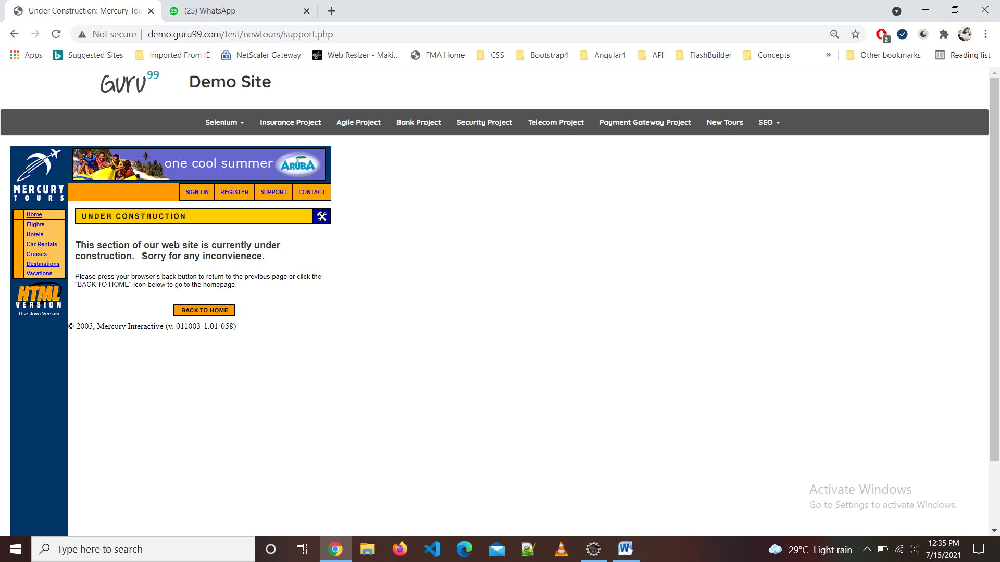 Under Construction: Mercury Tou
25 (25) WhatsApp
Not secure demo.guru99.com/test/newtours/support.php 2
Apps Suggested Sites Imported From IE NetScaler Gateway Web Resizer - Maki... FMA Home CSS Bootstrap4 Angular4 API FlashBuilder Concepts » Other bookmarks Reading list
Guru99 Demo Site
Selenium Insurance Project Agile Project Bank Project Security Project Telecom Project Payment Gateway Project New Tours SEO
one cool summer ARUBA
MERCURY
TOURS
SIGN-ON REGISTER SUPPORT CONTACT
Home
Flights
Hotels
Car Rentals
Cruises
Destinations
Vacations
HTML
VERSION
Use Java Version
UNDER CONSTRUCTION
This section of our web site is currently under
construction. Sorry for any inconvienece.
Please press your browser's back button to return to the previous page or click the
"BACK TO HOME" icon below to go to the homepage.
BACK TO HOME
© 2005, Mercury Interactive (v. 011003-1.01-058)
Activate Windows
Go to Settings to activate Windows.
Type here to search
29°C Light rain
12:35 PM
7/15/2021